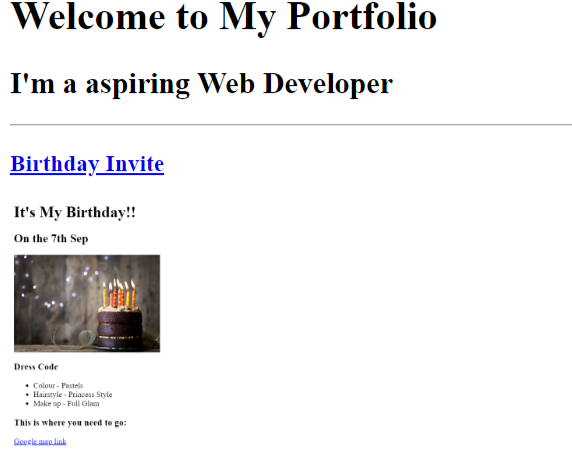 Welcome to My Portfolio
I'm a aspiring Web Developer
Birthday Invite
It's My Birthday!!
On the 7th Sep
Dress Code
Colour - Pastels
Hairstyle - Princess Style
Make up - Full Glam
This is where you need to go:
Google map link